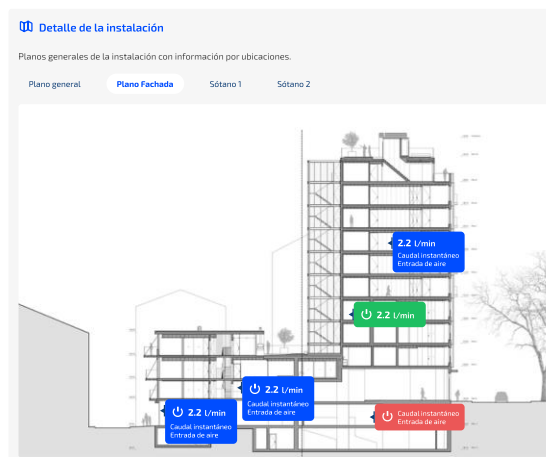 Detalle de la instalación
Planos generales de la instalación con información por ubicaciones.
Plano general
Plano Fachada
Sótano 1
Sótano 2
2.2 l/min
Caudal instantáneo
Entrada de aire
2.2 l/min
2.2 l/min
Caudal instantáneo
Entrada de aire
2.2 l/min
Caudal instantáneo
Entrada de aire
Caudal instantáneo
Entrada de aire